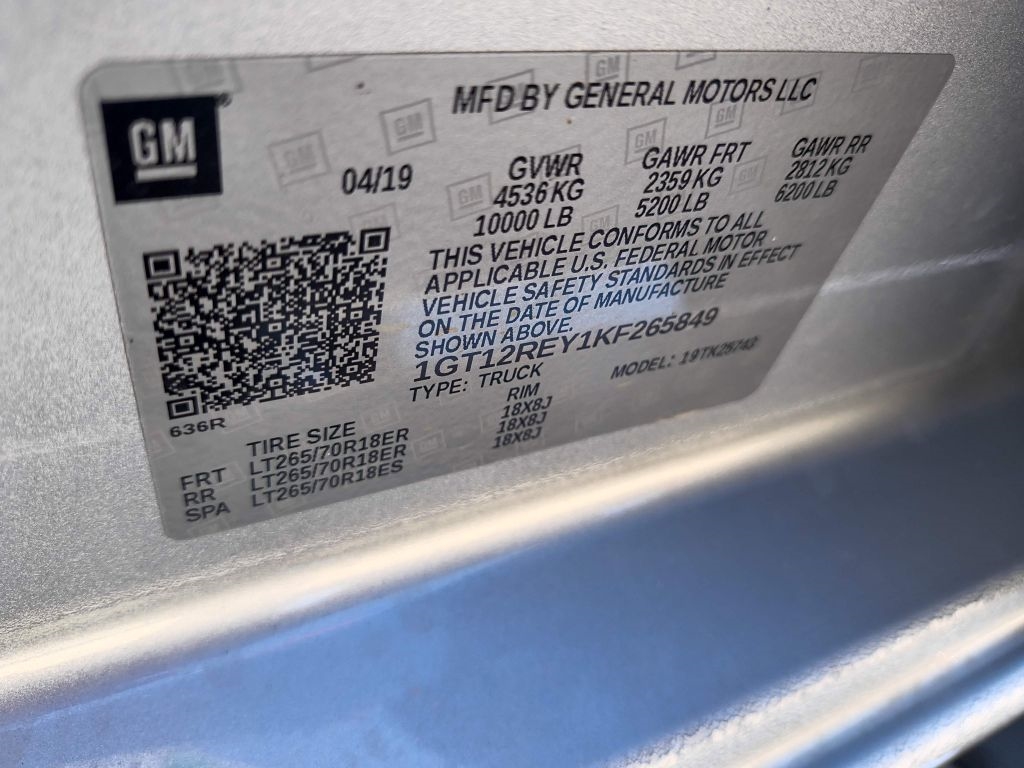 GM
MFD BY GENERAL MOTORS LLC
04/19
GVWR
4536 KG
10000 LB
GAWR FRT
2359 KG
5200 LB
GAWR RR
2812 KG
6200 LB
THIS VEHICLE CONFORMS TO ALL
APPLICABLE U.S. FEDERAL MOTOR
VEHICLE SAFETY STANDARDS IN EFFECT
ON THE DATE OF MANUFACTURE
SHOWN ABOVE.
1GT12REY1KF265849
TYPE: TRUCK
MODEL: 19TK25743
636R
TIRE SIZE
RIM
FRT LT265/70R18ER 18X8J
RR LT265/70R18ER 18X8J
SPA LT265/70R18ES 18X8J